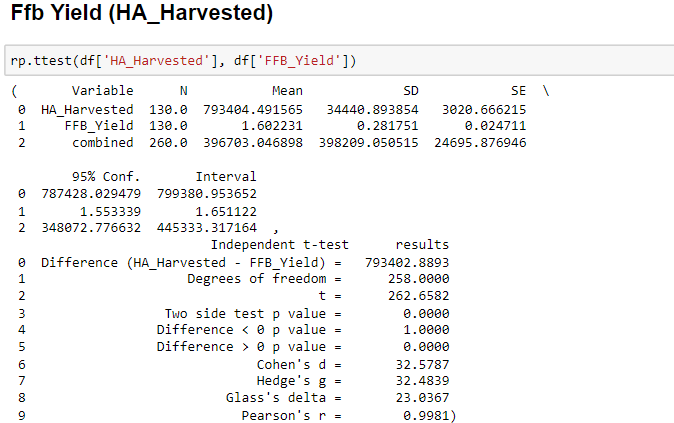 Ffb Yield (HA_Harvested)
rp.ttest(df['HA_Harvested'], df['FFB_Yield'])
( Variable N Mean SD SE \
0 HA_Harvested 130.0 793404.491565 34440.893854 3020.666215
1 FFB_Yield 130.0 1.602231 0.281751 0.024711
2 combined 260.0 396703.046898 398209.050515 24695.876946
95% Conf. Interval
0 787428.029479 799380.953652
1 1.553339 1.651122
2 348072.776632 445333.317164 ,
Independent t-test results
0 Difference (HA_Harvested - FFB_Yield) = 793402.8893
1 Degrees of freedom = 258.0000
2 t = 262.6582
3 Two side test p value = 0.0000
4 Difference < 0 p value = 1.0000
5 Difference > 0 p value = 0.0000
6 Cohen's d = 32.5787
7 Hedge's g = 32.4839
8 Glass's delta = 23.0367
9 Pearson's r = 0.9981)